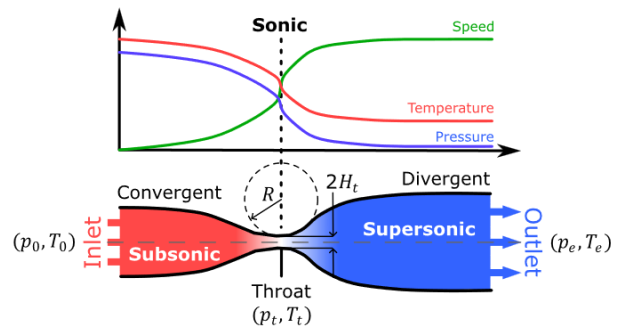 Sonic
Speed
Temperature
Pressure
Convergent
R
2H_t
Divergent
(p_0, T_0)
Inlet
Subsonic
Supersonic
Outlet
(p_e, T_e)
Throat
(p_t, T_t)